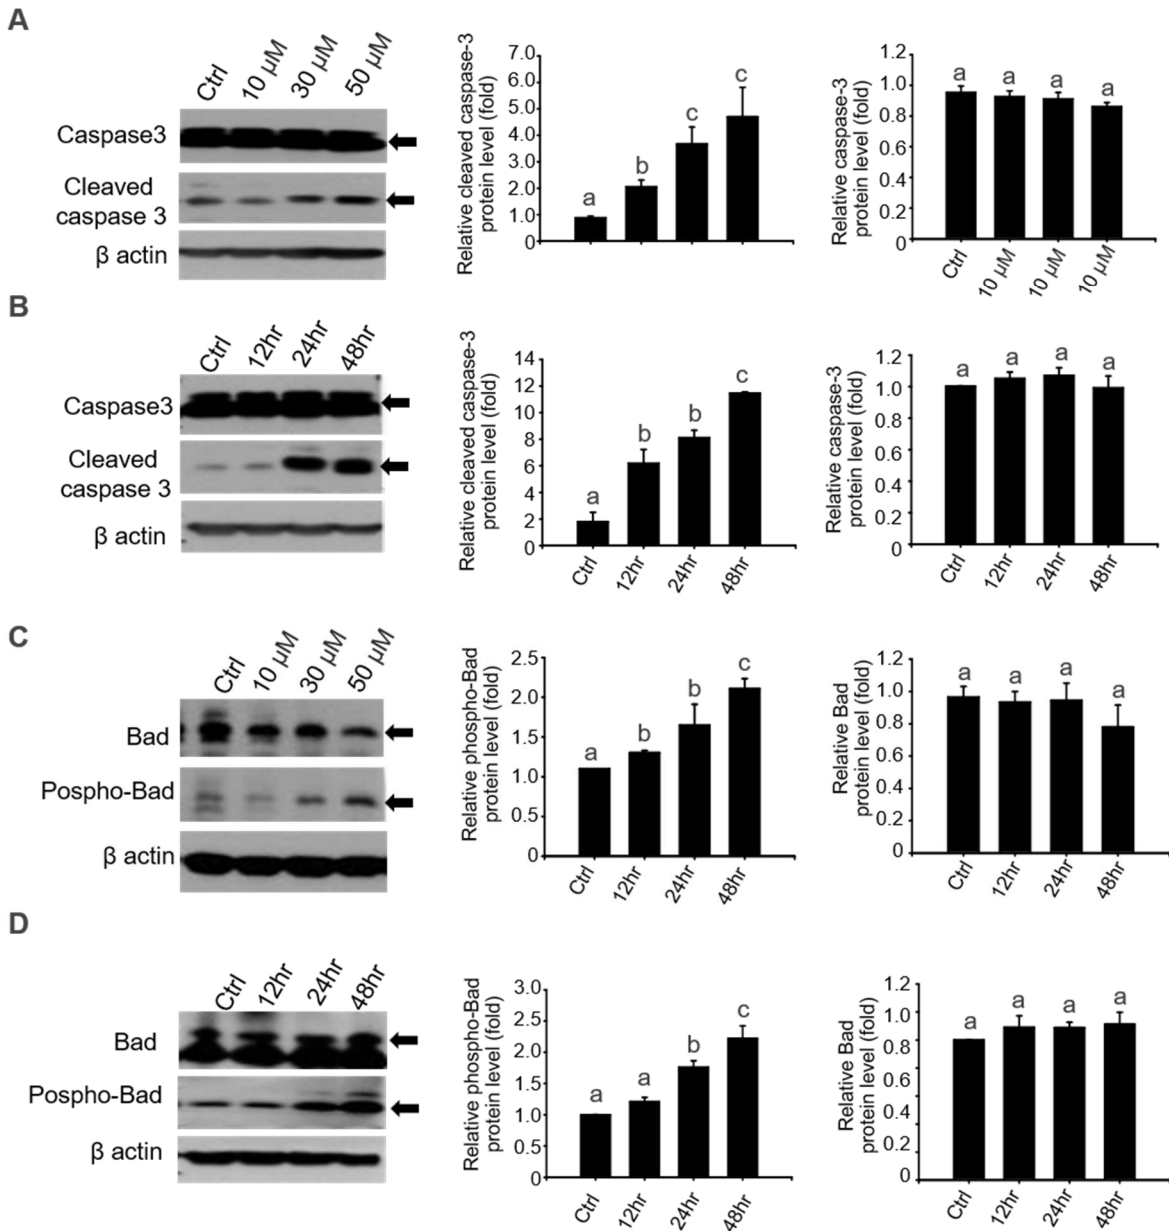 A
Ctrl 10 µM 30 µM 50 µM
Caspase3
Cleaved
caspase 3
β actin
Relative cleaved caspase-3
protein level (fold)
7.0
6.0
5.0
4.0
3.0
2.0
1.0
0
a b c c
Relative caspase-3
protein level (fold)
1.2
1.0
0.8
0.6
0.4
0.2
0
a a a a
Ctrl 10 µM 10 µM 10 µM
B
Ctrl 12hr 24hr 48hr
Caspase3
Cleaved
caspase 3
β actin
Relative cleaved caspase-3
protein level (fold)
14
12
10
8
6
4
2
0
a b b c
Ctrl 12hr 24hr 48hr
Relative caspase-3
protein level (fold)
1.2
1.0
0.8
0.6
0.4
0.2
0
a a a a
Ctrl 12hr 24hr 48hr
C
Ctrl 10 µM 30 µM 50 µM
Bad
Pospho-Bad
β actin
Relative phospho-Bad
protein level (fold)
2.5
2.0
1.5
1.0
0.5
0
a b b c
Ctrl 12hr 24hr 48hr
Relative Bad
protein level (fold)
1.2
1.0
0.8
0.6
0.4
0.2
0
a a a a
Ctrl 12hr 24hr 48hr
D
Ctrl 12hr 24hr 48hr
Bad
Pospho-Bad
β actin
Relative phospho-Bad
protein level (fold)
3.0
2.5
2.0
1.5
1.0
0.5
0
a a b c
Ctrl 12hr 24hr 48hr
Relative Bad
protein level (fold)
1.2
1.0
0.8
0.6
0.4
0.2
0
a a a a
Ctrl 12hr 24hr 48hr